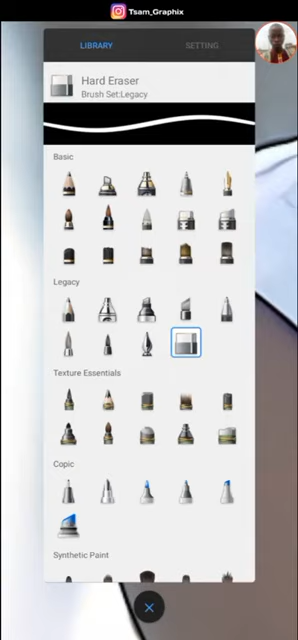 Tsam_Graphix
LIBRARY
SETTING
Hard Eraser
Brush Set:Legacy
Basic
Legacy
Texture Essentials
Copic
Synthetic Paint